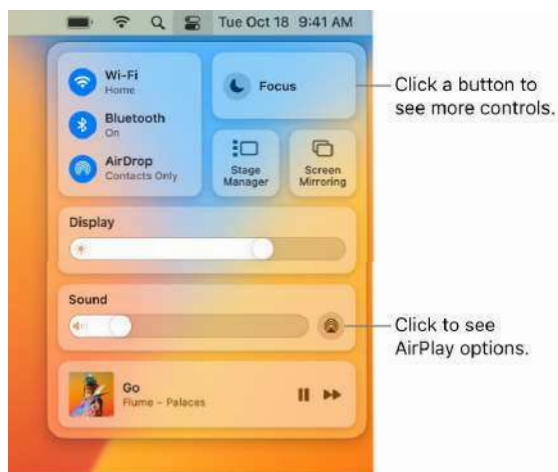 Tue Oct 18 9:41 AM
Wi-Fi
Home
Focus
Bluetooth
On
AirDrop
Contacts Only
Stage
Manager
Screen
Mirroring
Click a button to
see more controls.
Display
Sound
Click to see
AirPlay options.
Go
Flume – Palaces